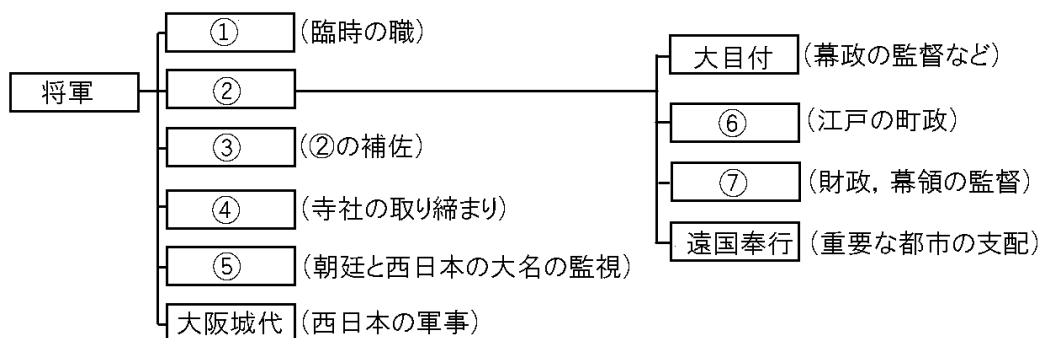 ① (臨時の職)
将軍
② 
③ (②の補佐)
④ (寺社の取り締まり)
⑤ (朝廷と西日本の大名の監視)
大阪城代 (西日本の軍事)
大目付 (幕政の監督など)
⑥ (江戸の町政)
⑦ (財政，幕領の監督)
遠国奉行 (重要な都市の支配)